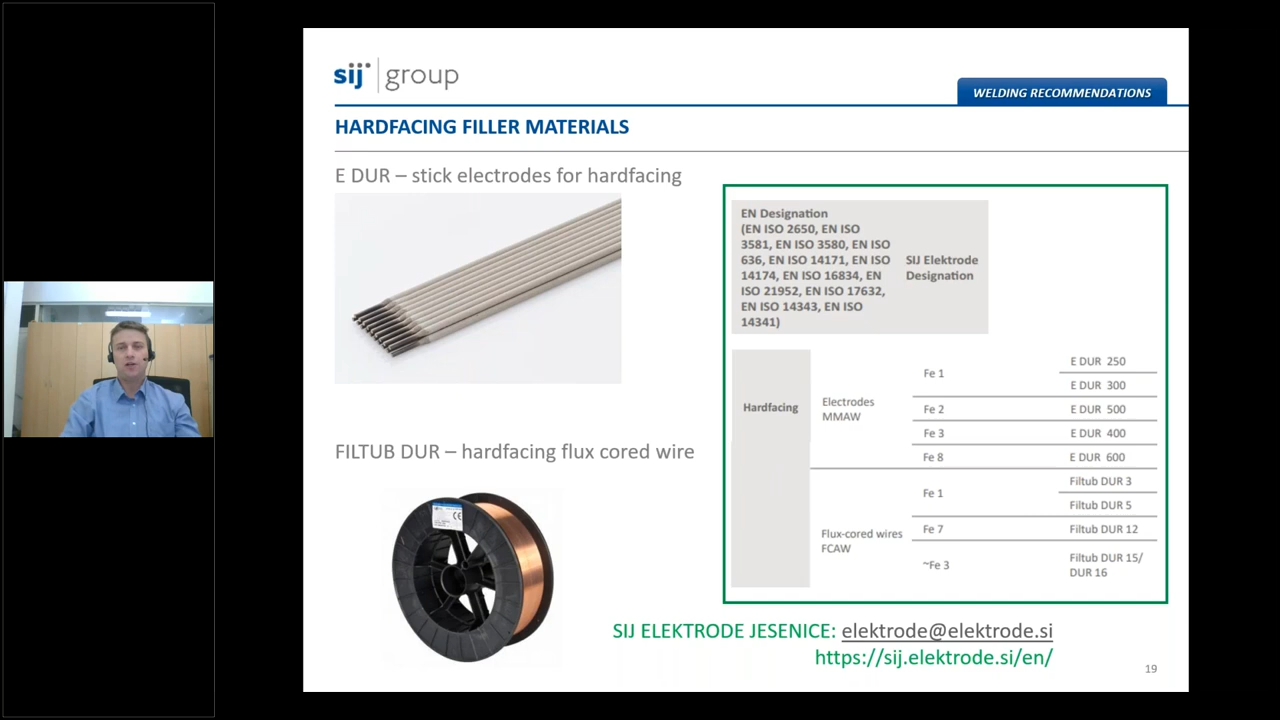 sij group
WELDING RECOMMENDATIONS
HARDFACING FILLER MATERIALS
E DUR – stick electrodes for hardfacing
FILTUB DUR – hardfacing flux cored wire
EN Designation
(EN ISO 2650, EN ISO
3581, EN ISO 3580, EN ISO
636, EN ISO 14171, EN ISO
14174, EN ISO 16834, EN
ISO 21952, EN ISO 17632,
EN ISO 14343, EN ISO
14341)
SIJ Elektrode
Designation
Hardfacing
Electrodes
MMAW
Fe 1
E DUR 250
E DUR 300
Fe 2
E DUR 500
Fe 3
E DUR 400
Fe 8
E DUR 600
Flux-cored wires
FCAW
Fe 1
Filtub DUR 3
Filtub DUR 5
Fe 7
Filtub DUR 12
~Fe 3
Filtub DUR 15/
DUR 16
SIJ ELEKTRODE JESENICE: elektrode@elektrode.si
https://sij.elektrode.si/en/
19